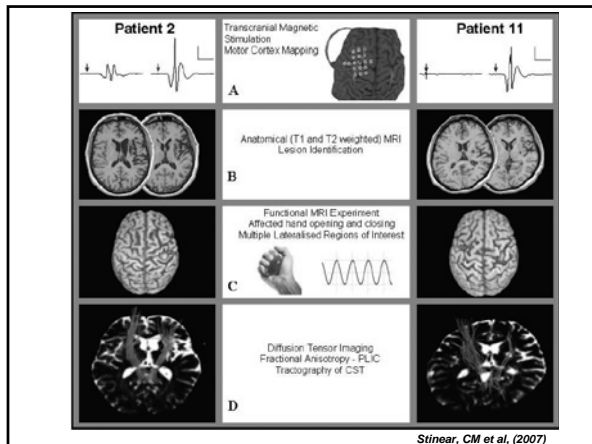 Patient 2
Transcranial Magnetic
Stimulation
Motor Cortex Mapping
A
Patient 11
Anatomical (T1 and T2 weighted) MRI
Lesion Identification
B
Functional MRI Experiment
Affected hand opening and closing
Multiple Lateralised Regions of Interest
C
Diffusion Tensor Imaging
Fractional Anisotropy - PLIC
Tractography of CST
D
Stinear, CM et al, (2007)